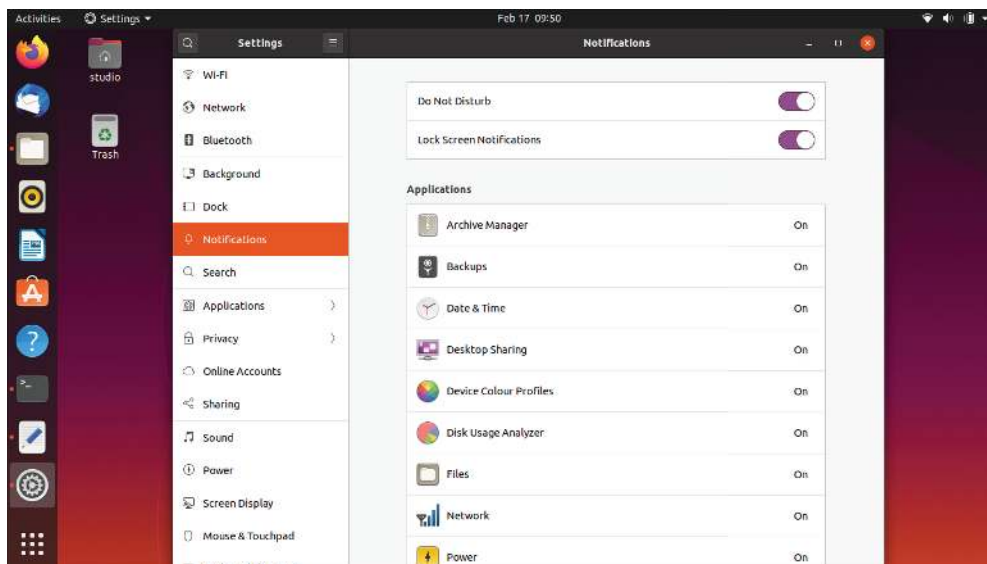 Activities
Settings
Feb 17 09:50
Settings
Notifications
studio
Trash
Wi-Fi
Network
Bluetooth
Background
Dock
Notifications
Search
Applications
Privacy
Online Accounts
Sharing
Sound
Power
Screen Display
Mouse & Touchpad
Do Not Disturb
Lock Screen Notifications
Applications
Archive Manager On
Backups On
Date & Time On
Desktop Sharing On
Device Colour Profiles On
Disk Usage Analyzer On
Files On
Network On
Power On